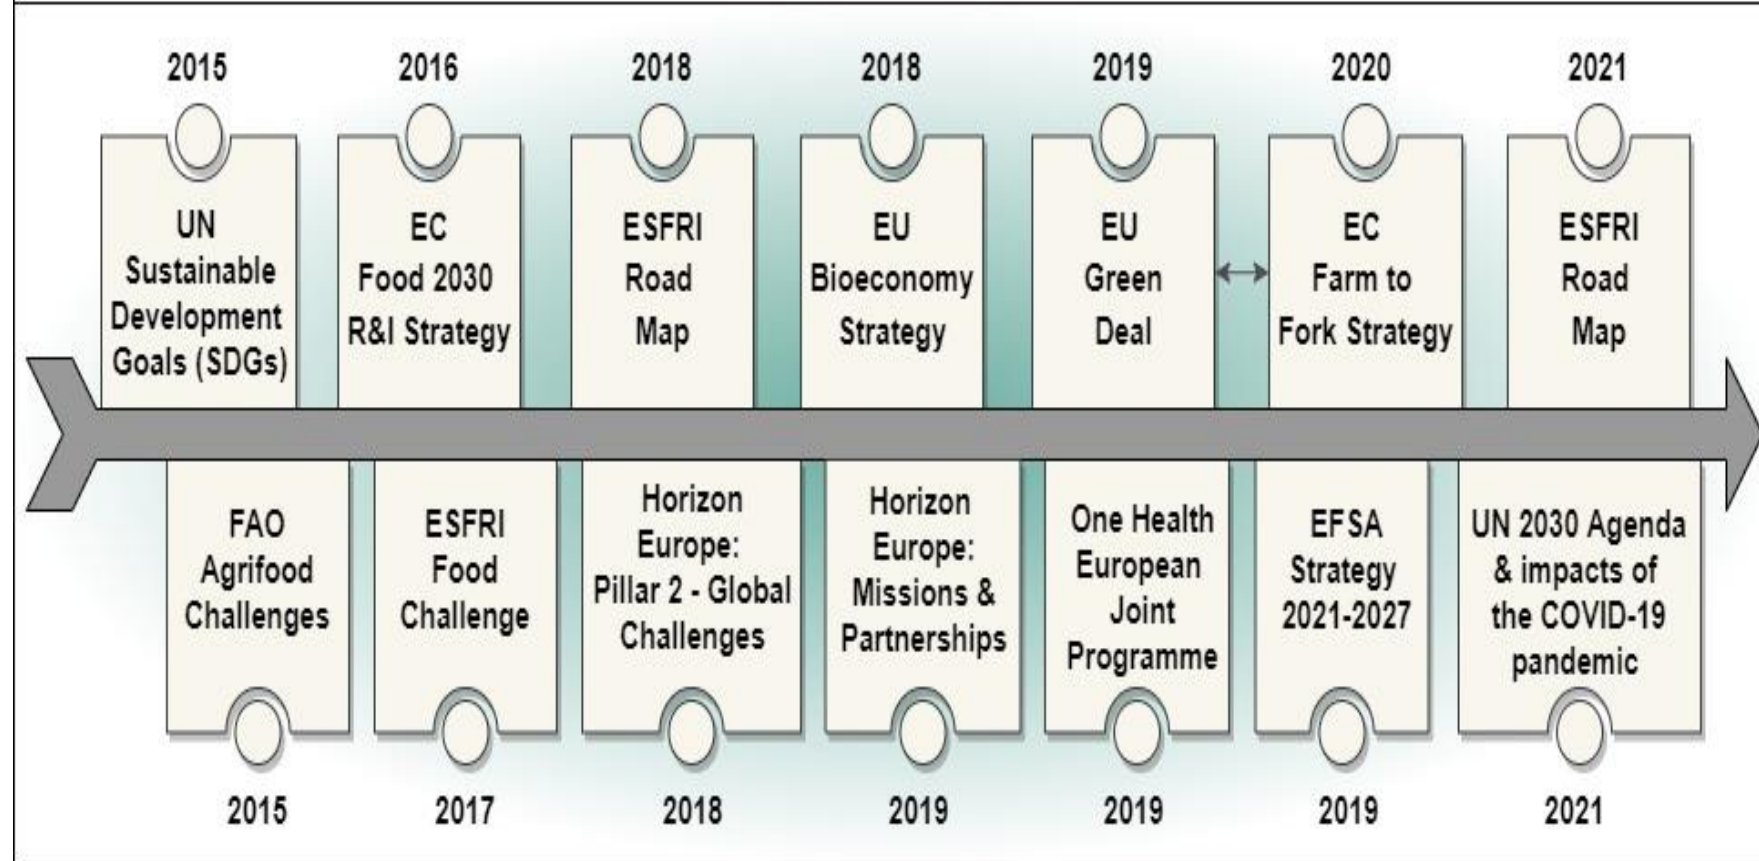 2015
2016
2018
2018
2019
2020
2021
UN
Sustainable
Development
Goals (SDGs)
EC
Food 2030
R&I Strategy
ESFRI
Road
Map
EU
Bioeconomy
Strategy
EU
Green
Deal
EC
Farm to
Fork Strategy
ESFRI
Road
Map
FAO
Agrifood
Challenges
ESFRI
Food
Challenge
Horizon
Europe:
Pillar 2 - Global
Challenges
Horizon
Europe:
Missions &
Partnerships
One Health
European
Joint
Programme
EFSA
Strategy
2021-2027
UN 2030 Agenda
& impacts of
the COVID-19
pandemic
2015
2017
2018
2019
2019
2019
2021